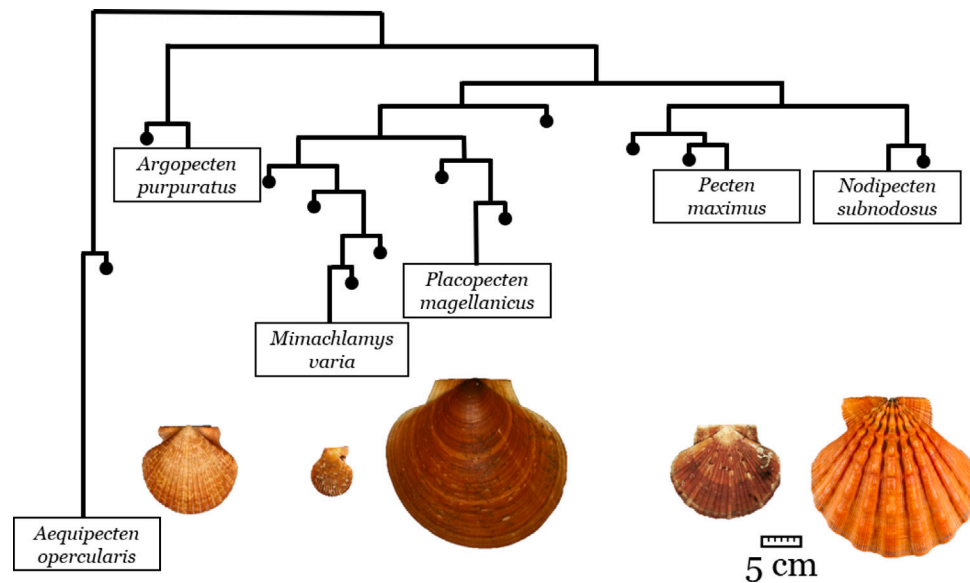 Argopecten
purpuratus
Pecten
maximus
Nodipecten
subnodosus
Placopecten
magellanicus
Mimachlamys
varia
Aequipecten
opercularis
5 cm